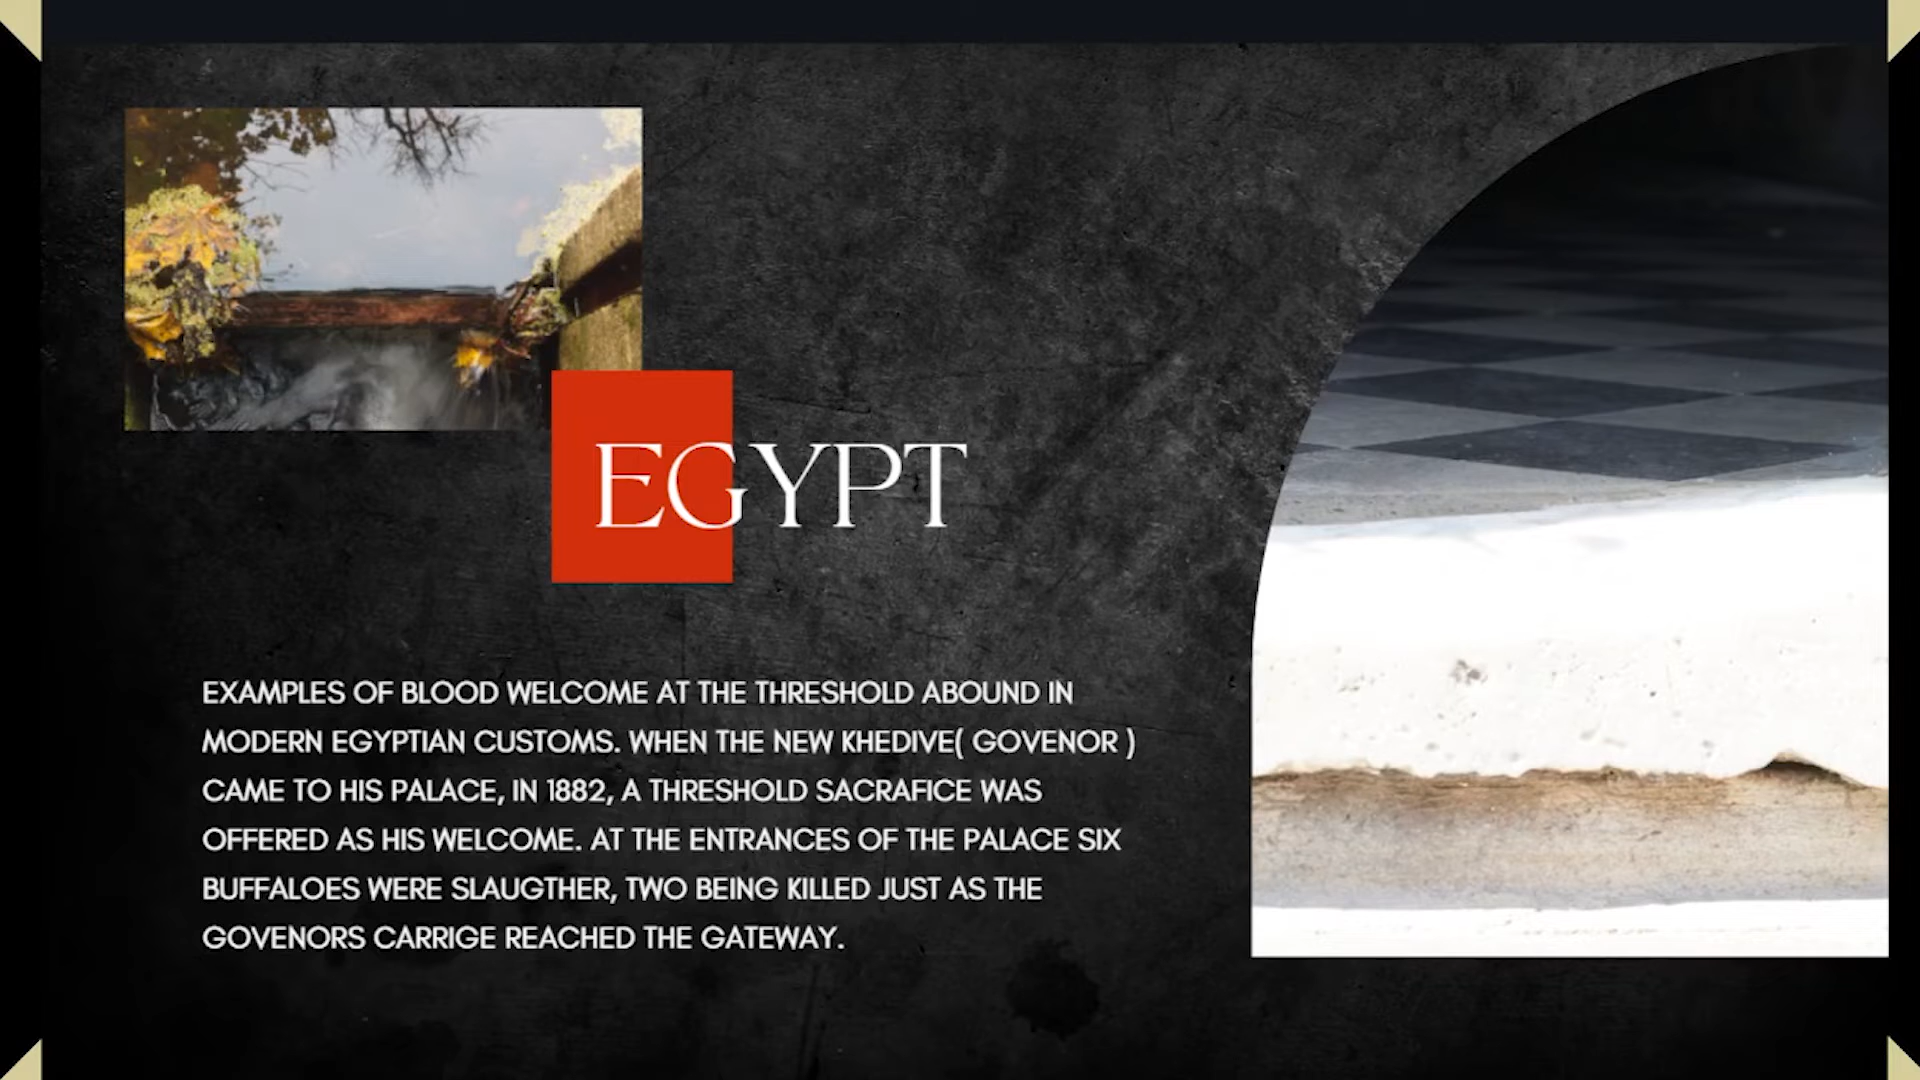 EGYPT
EXAMPLES OF BLOOD WELCOME AT THE THRESHOLD ABOUND IN
MODERN EGYPTIAN CUSTOMS. WHEN THE NEW KHEDIVE( GOVENOR )
CAME TO HIS PALACE, IN 1882, A THRESHOLD SACRAFICE WAS
OFFERED AS HIS WELCOME. AT THE ENTRANCES OF THE PALACE SIX
BUFFALOES WERE SLAUGTHER, TWO BEING KILLED JUST AS THE
GOVENORS CARRIGE REACHED THE GATEWAY.